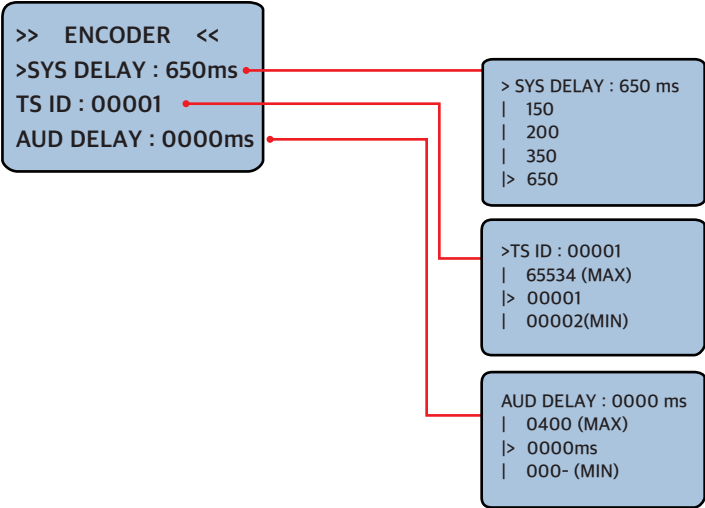 >> ENCODER <<
>SYS DELAY : 650ms
TS ID : 00001
AUD DELAY : 0000ms
> SYS DELAY : 650 ms
| 150
| 200
| 350
|> 650
>TS ID : 00001
| 65534 (MAX)
|> 00001
| 00002(MIN)
AUD DELAY : 0000 ms
| 0400 (MAX)
|> 0000ms
| 000- (MIN)